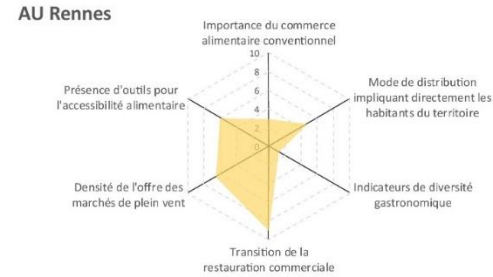 AU Rennes
Importance du commerce
alimentaire conventionnel
10
8
6
4
2
0
Mode de distribution
impliquant directement les
habitants du territoire
Indicateurs de diversité
gastronomique
Transition de la
restauration commerciale
Densité de l'offre des
marchés de plein vent
Présence d'outils pour
l'accessibilité alimentaire